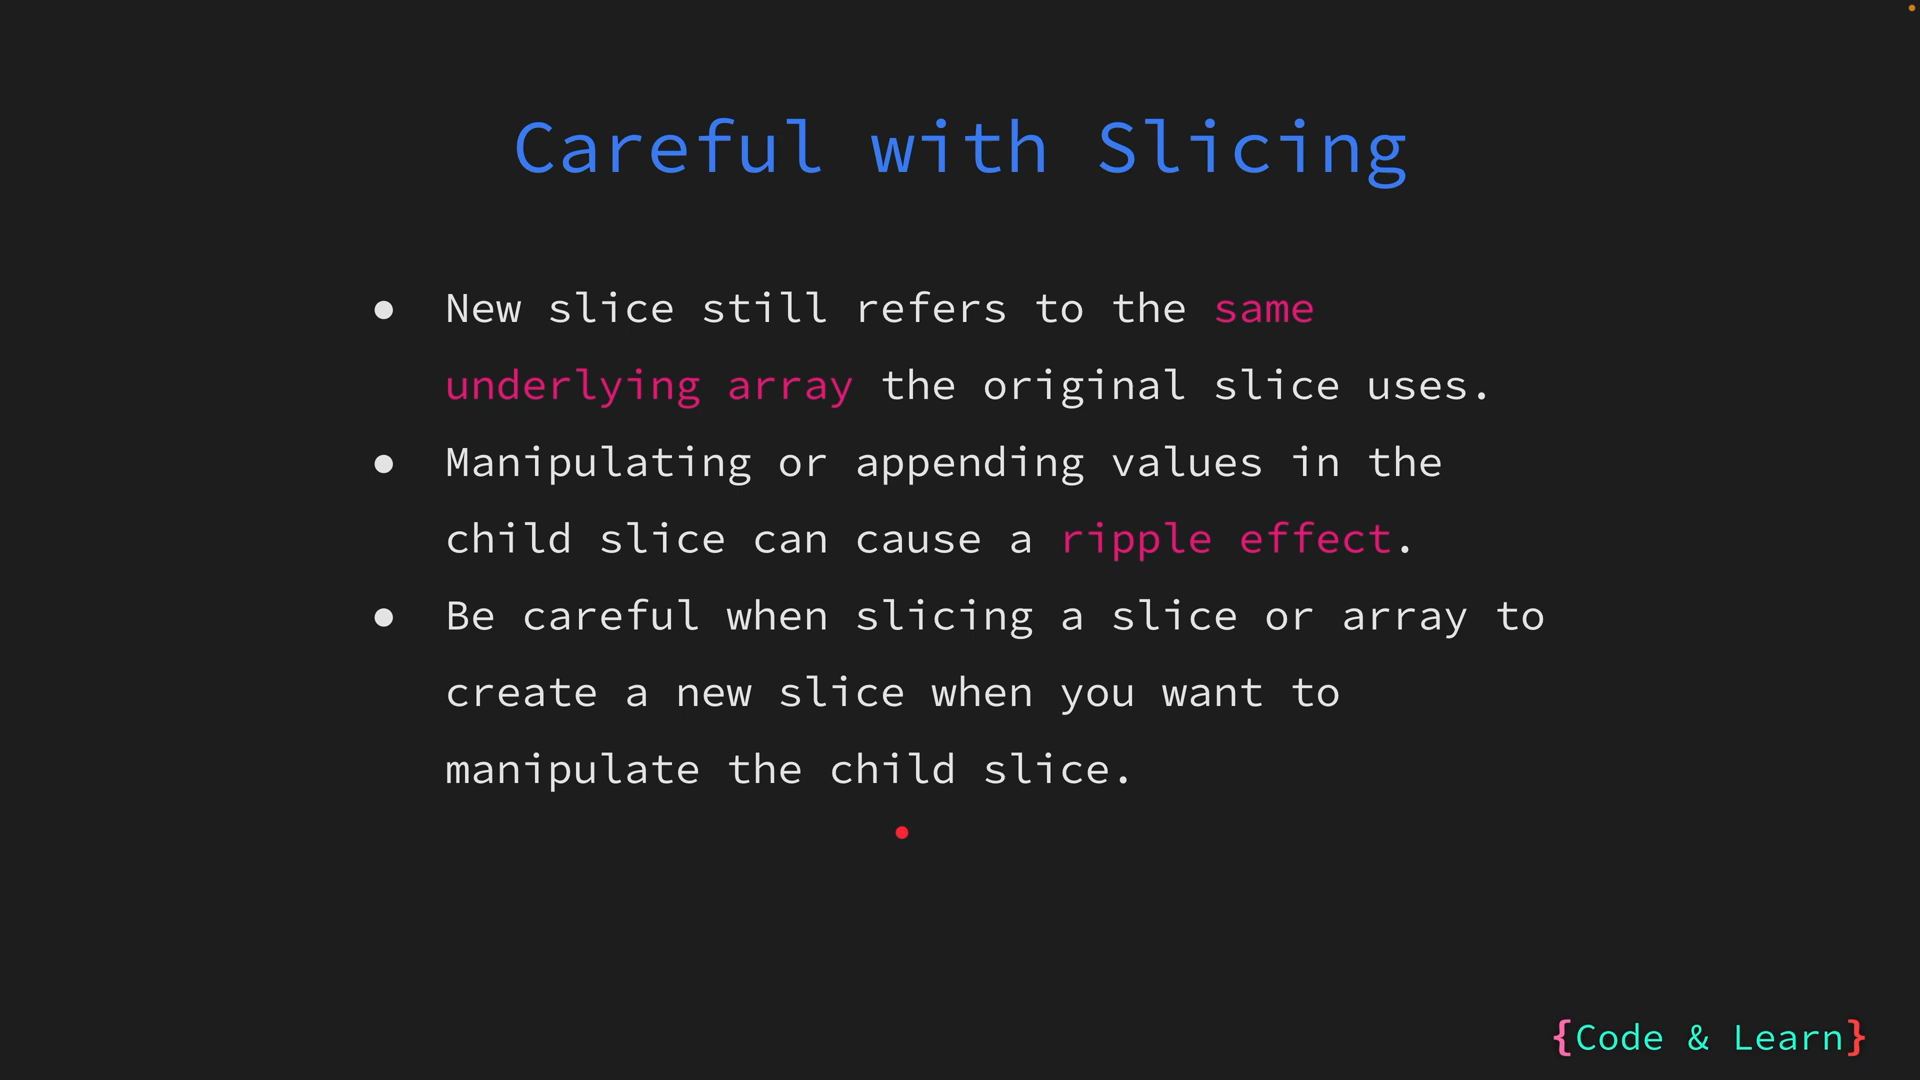 Careful with Slicing
● New slice still refers to the same
underlying array the original slice uses.
● Manipulating or appending values in the
child slice can cause a ripple effect.
● Be careful when slicing a slice or array to
create a new slice when you want to
manipulate the child slice.
{Code & Learn}